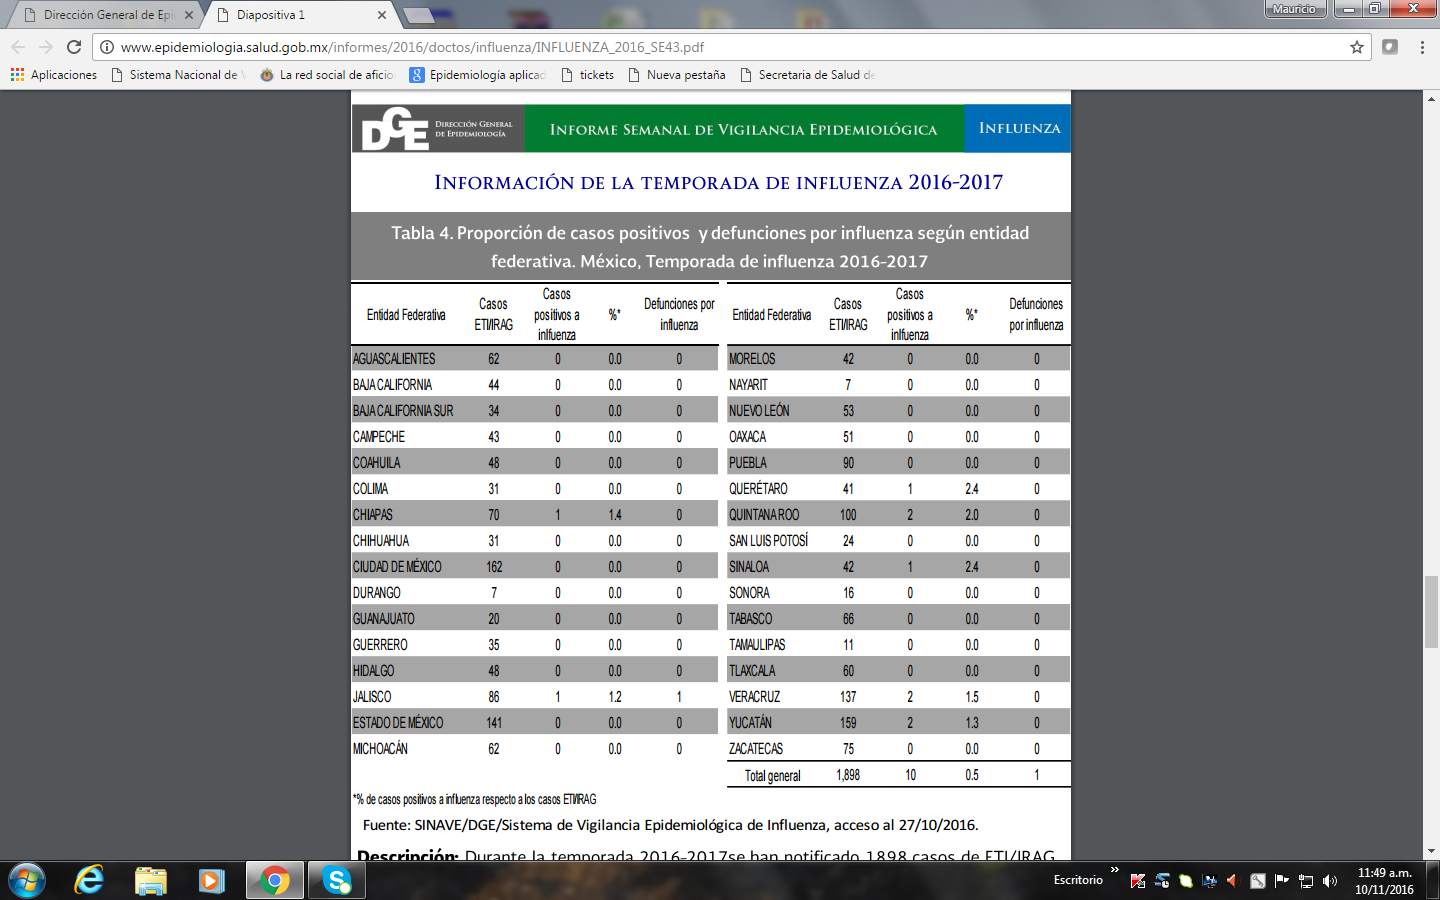 Mauricio
Dirección General de Epi
Diapositiva 1
www.epidemiologia.salud.gob.mx/informes/2016/doctos/influenza/INFLUENZA_2016_SE43.pdf
Aplicaciones
Sistema Nacional de V
La red social de aficio
Epidemiología aplicad
tickets
Nueva pestaña
Secretaria de Salud de
DGE DIRECCIÓN GENERAL
DE EPIDEMIOLOGÍA
INFORME SEMANAL DE VIGILANCIA EPIDEMIOLÓGICA
INFLUENZA
INFORMACIÓN DE LA TEMPORADA DE INFLUENZA 2016-2017
Tabla 4. Proporción de casos positivos y defunciones por influenza según entidad
federativa. México, Temporada de influenza 2016-2017
Entidad Federativa Casos ETI/IRAG Casos positivos a inlfuenza %* Defunciones por influenza
AGUASCALIENTES 62 0 0.0 0
BAJA CALIFORNIA 44 0 0.0 0
BAJA CALIFORNIA SUR 34 0 0.0 0
CAMPECHE 43 0 0.0 0
COAHUILA 48 0 0.0 0
COLIMA 31 0 0.0 0
CHIAPAS 70 1 1.4 0
CHIHUAHUA 31 0 0.0 0
CIUDAD DE MÉXICO 162 0 0.0 0
DURANGO 7 0 0.0 0
GUANAJUATO 20 0 0.0 0
GUERRERO 35 0 0.0 0
HIDALGO 48 0 0.0 0
JALISCO 86 1 1.2 1
ESTADO DE MÉXICO 141 0 0.0 0
MICHOACÁN 62 0 0.0 0
Entidad Federativa Casos ETI/IRAG Casos positivos a inlfuenza %* Defunciones por influenza
MORELOS 42 0 0.0 0
NAYARIT 7 0 0.0 0
NUEVO LEÓN 53 0 0.0 0
OAXACA 51 0 0.0 0
PUEBLA 90 0 0.0 0
QUERÉTARO 41 1 2.4 0
QUINTANA ROO 100 2 2.0 0
SAN LUIS POTOSÍ 24 0 0.0 0
SINALOA 42 1 2.4 0
SONORA 16 0 0.0 0
TABASCO 66 0 0.0 0
TAMAULIPAS 11 0 0.0 0
TLAXCALA 60 0 0.0 0
VERACRUZ 137 2 1.5 0
YUCATÁN 159 2 1.3 0
ZACATECAS 75 0 0.0 0
Total general 1,898 10 0.5 1
*% de casos positivos a influenza respecto a los casos ETI/IRAG
Fuente: SINAVE/DGE/Sistema de Vigilancia Epidemiológica de Influenza, acceso al 27/10/2016.
Descripción: Durante la temporada 2016-2017se han notificado 1898 casos de ETI/IRAG
Escritorio
11:49 a.m.
10/11/2016